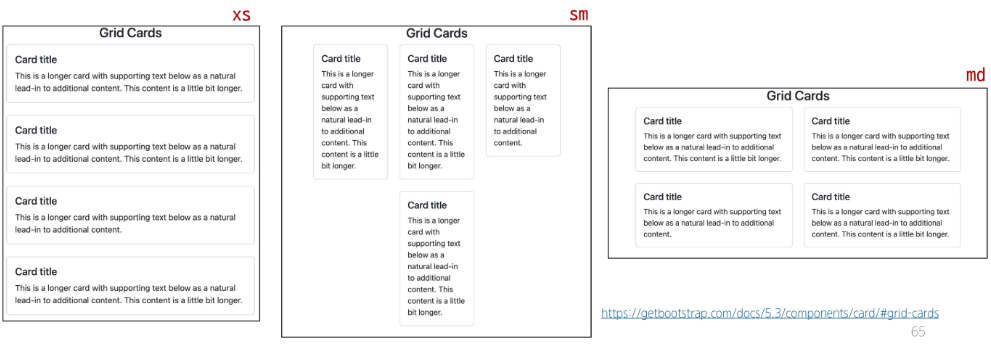 xs
Grid Cards
Card title
This is a longer card with supporting text below as a natural
lead-in to additional content. This content is a little bit longer.
Card title
This is a longer card with supporting text below as a natural
lead-in to additional content. This content is a little bit longer.
Card title
This is a longer card with supporting text below as a natural
lead-in to additional content.
Card title
This is a longer card with supporting text below as a natural
lead-in to additional content. This content is a little bit longer.
sm
Grid Cards
Card title
This is a longer
card with
supporting text
below as a
natural lead-in
to additional
content. This
content is a little
bit longer.
Card title
This is a longer
card with
supporting text
below as a
natural lead-in
to additional
content. This
content is a little
bit longer.
Card title
This is a longer
card with
supporting text
below as a
natural lead-in
to additional
content.
Card title
This is a longer
card with
supporting text
below as a
natural lead-in
to additional
content. This
content is a little
bit longer.
md
Grid Cards
Card title
This is a longer card with supporting text
below as a natural lead-in to additional
content. This content is a little bit longer.
Card title
This is a longer card with supporting text
below as a natural lead-in to additional
content. This content is a little bit longer.
Card title
This is a longer card with supporting text
below as a natural lead-in to additional
content.
Card title
This is a longer card with supporting text
below as a natural lead-in to additional
content. This content is a little bit longer.
https://getbootstrap.com/docs/5.3/components/card/#grid-cards
65